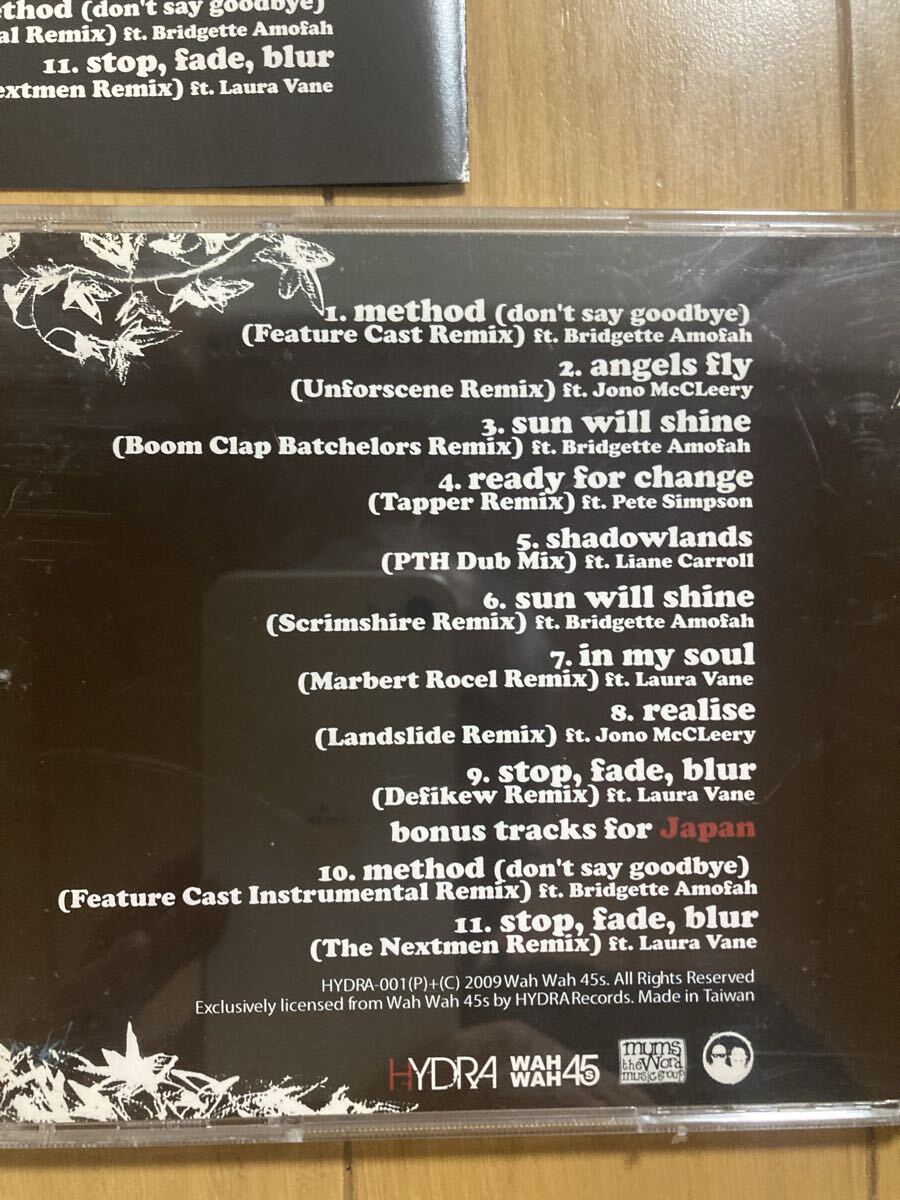 ethod (don't say goodbye)
al Remix) ft. Bridgette Amofah
11. stop, fade, blur
extmen Remix) ft. Laura Vane
1. method (don't say goodbye)
(Feature Cast Remix) ft. Bridgette Amofah
2. angels fly
(Unforscene Remix) ft. Jono McCLeery
3. sun will shine
(Boom Clap Batchelors Remix) ft. Bridgette Amofah
4. ready for change
(Tapper Remix) ft. Pete Simpson
5. shadowlands
(PTH Dub Mix) ft. Liane Carroll
6. sun will shine
(Scrimshire Remix) ft. Bridgette Amofah
7. in my soul
(Marbert Rocel Remix) ft. Laura Vane
8. realise
(Landslide Remix) ft. Jono McCLeery
9. stop, fade, blur
(Defikew Remix) ft. Laura Vane
bonus tracks for Japan
10. method (don't say goodbye)
(Feature Cast Instrumental Remix) ft. Bridgette Amofah
11. stop, fade, blur
(The Nextmen Remix) ft. Laura Vane
HYDRA-001(P)+(C) 2009 Wah Wah 45s. All Rights Reserved
Exclusively licensed from Wah Wah 45s by HYDRA Records. Made in Taiwan
HYDRA
WAH WAH 45s
mums
the Word
music group